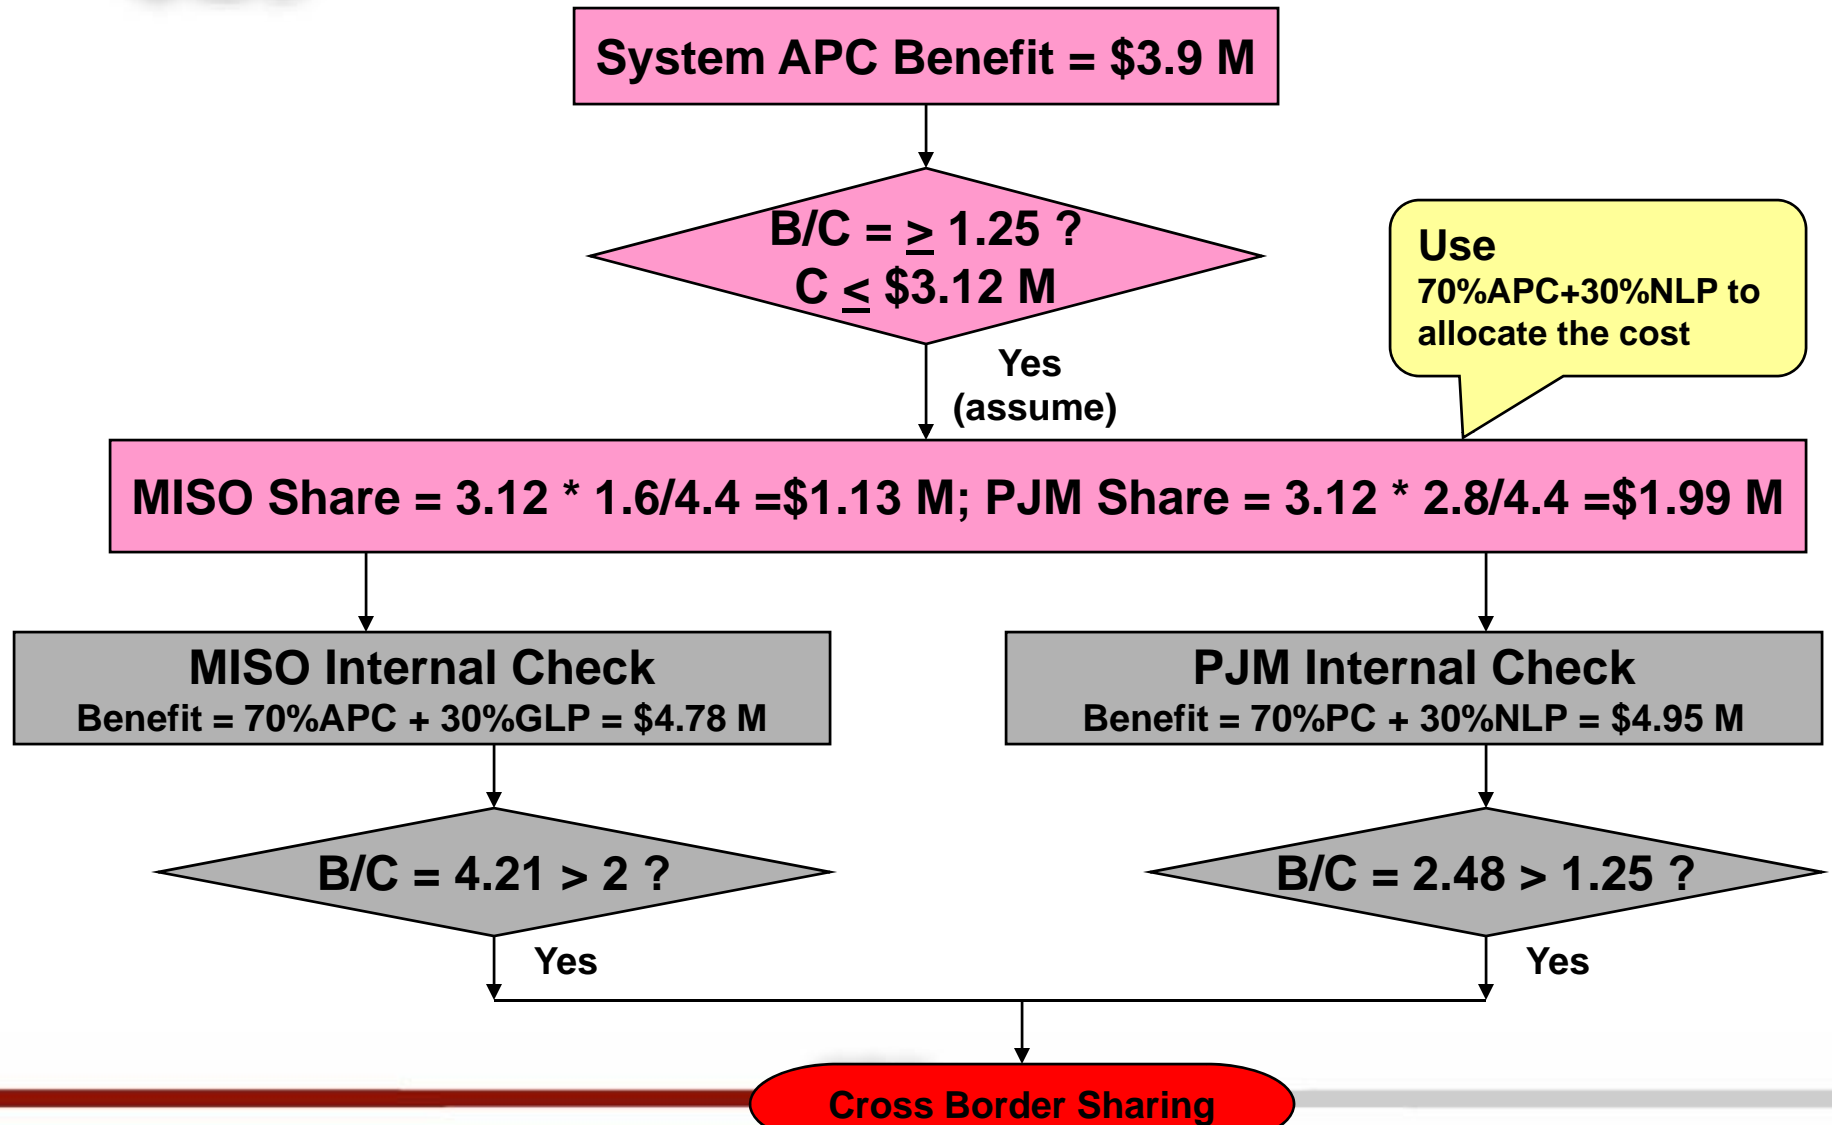 System APC Benefit = $3.9 M
B/C = ≥ 1.25 ?
C ≤ $3.12 M
Use
70%APC+30%NLP to
allocate the cost
Yes
(assume)
MISO Share = 3.12 * 1.6/4.4 =$1.13 M; PJM Share = 3.12 * 2.8/4.4 =$1.99 M
MISO Internal Check
Benefit = 70%APC + 30%GLP = $4.78 M
PJM Internal Check
Benefit = 70%PC + 30%NLP = $4.95 M
B/C = 4.21 > 2 ?
B/C = 2.48 > 1.25 ?
Yes
Yes
Cross Border Sharing